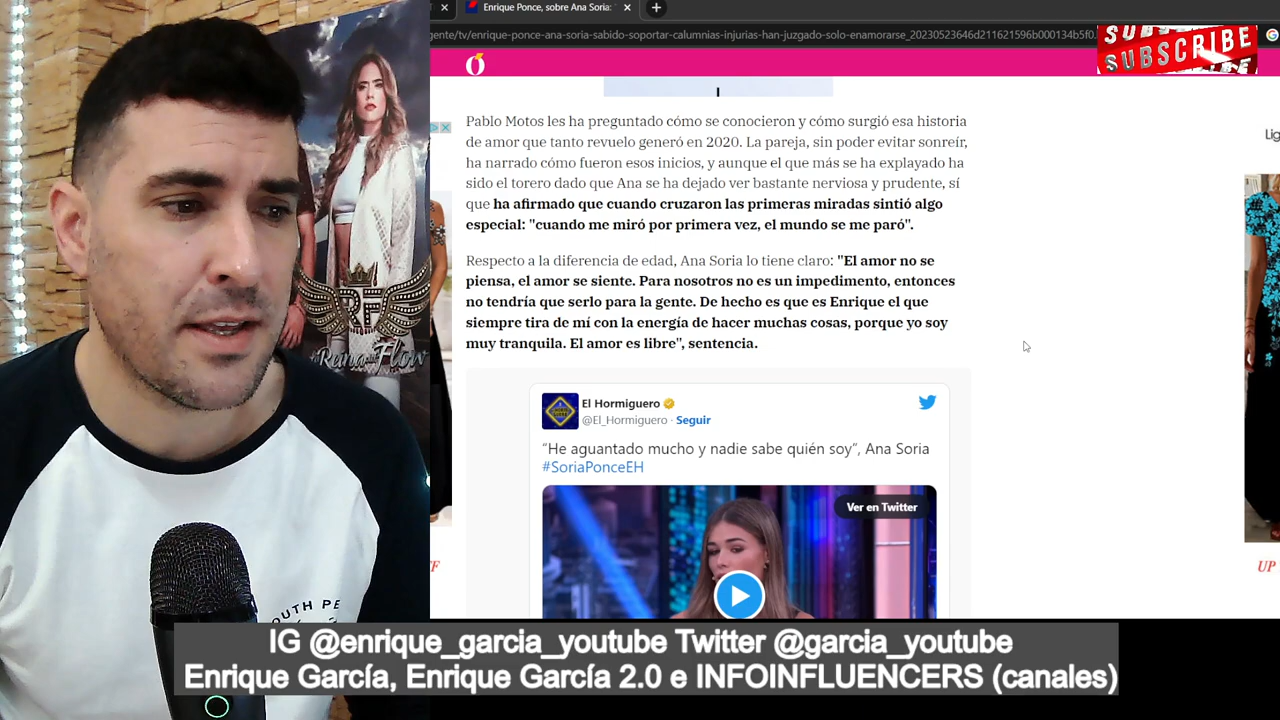 Enrique Ponce, sobre Ana Soria: "
gente/tv/enrique-ponce-ana-soria-sabido-soportar-calumnias-injurias-han-juzgado-solo-enamorarse_20230523646d211621596b000134b5f0.
SUBSCRIBE
Pablo Motos les ha preguntado cómo se conocieron y cómo surgió esa historia
de amor que tanto revuelo generó en 2020. La pareja, sin poder evitar sonreír,
ha narrado cómo fueron esos inicios, y aunque el que más se ha explayado ha
sido el torero dado que Ana se ha dejado ver bastante nerviosa y prudente, sí
que ha afirmado que cuando cruzaron las primeras miradas sintió algo
especial: "cuando me miró por primera vez, el mundo se me paró".
Lig
Respecto a la diferencia de edad, Ana Soria lo tiene claro: "El amor no se
piensa, el amor se siente. Para nosotros no es un impedimento, entonces
no tendría que serlo para la gente. De hecho es que es Enrique el que
siempre tira de mí con la energía de hacer muchas cosas, porque yo soy
muy tranquila. El amor es libre", sentencia.
RF
Runa Flow
El Hormiguero
@El_Hormiguero · Seguir
“He aguantado mucho y nadie sabe quién soy”, Ana Soria
#SoriaPonceEH
Ver en Twitter
FF
UP
OUTH PE
IG @enrique_garcia_youtube Twitter @garcia_youtube
Enrique García, Enrique García 2.0 e INFOINFLUENCERS (canales)